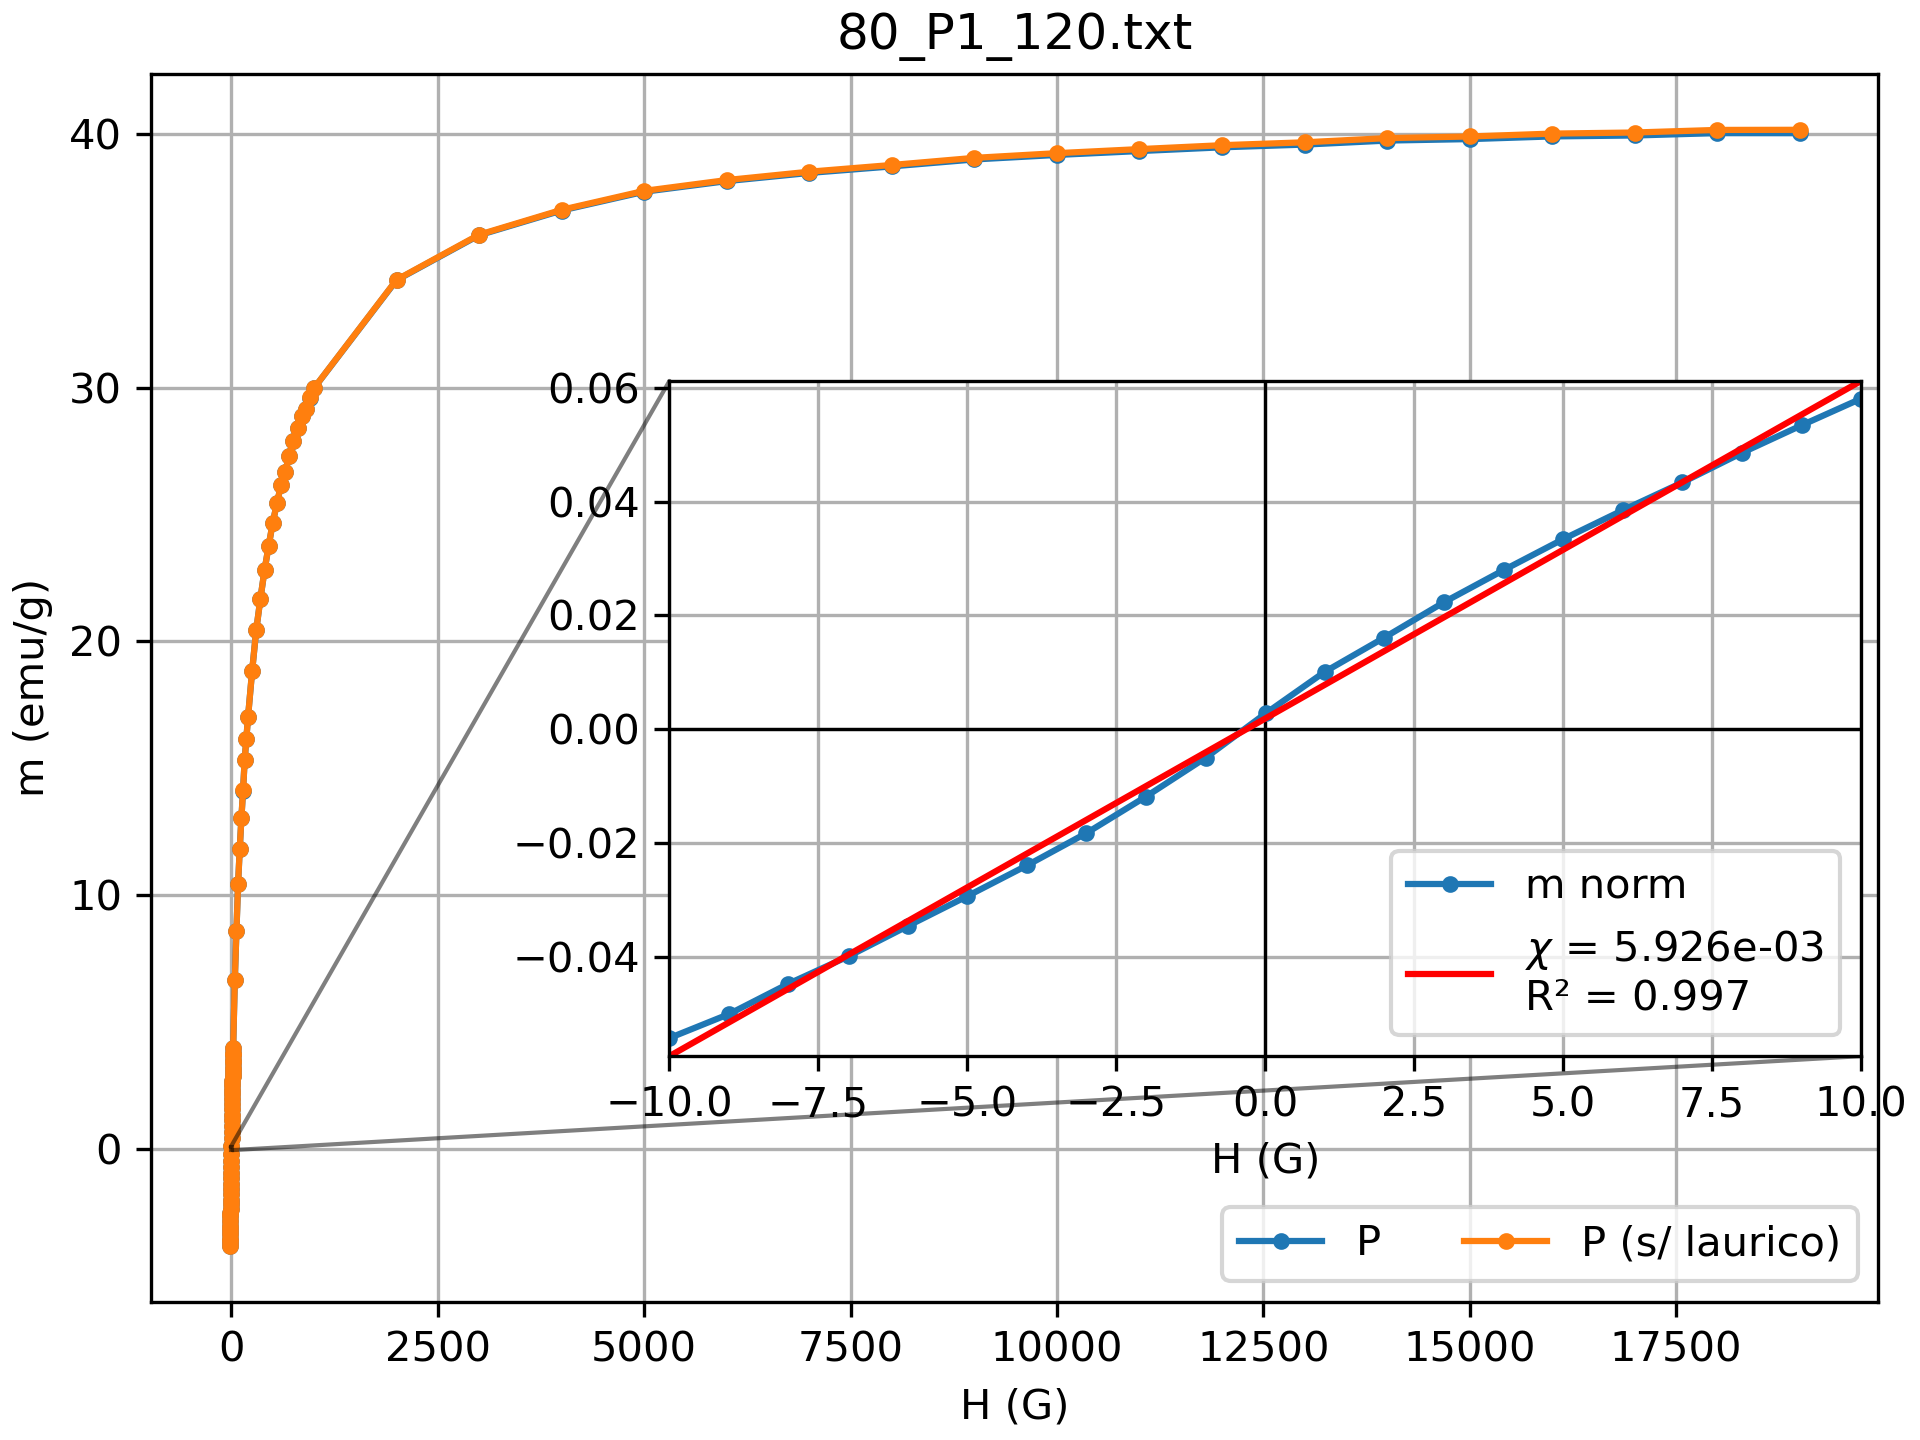 80_P1_120.txt
m (emu/g)
40
30
20
10
0
0 2500 5000 7500 10000 12500 15000 17500
H (G)
0.06
0.04
0.02
0.00
−0.02
−0.04
−10.0 −7.5 −5.0 −2.5 0.0 2.5 5.0 7.5 10.0
H (G)
m norm
χ = 5.926e-03
R² = 0.997
P P (s/ laurico)